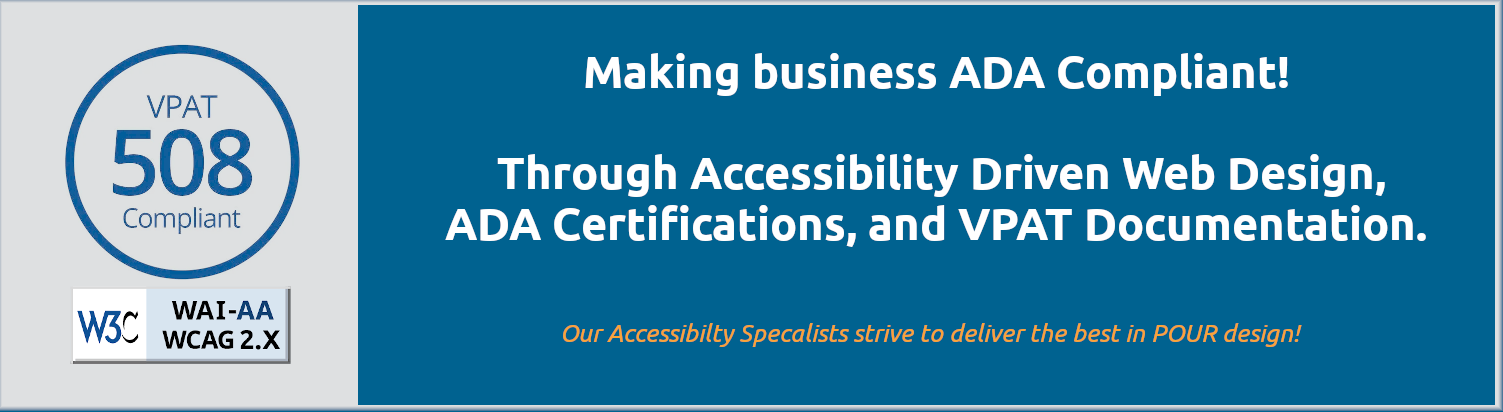 VPAT
508
Compliant
W3C
WAI-AA
WCAG 2.X
Making business ADA Compliant!
Through Accessibility Driven Web Design,
ADA Certifications, and VPAT Documentation.
Our Accessibilty Specalists strive to deliver the best in POUR design!